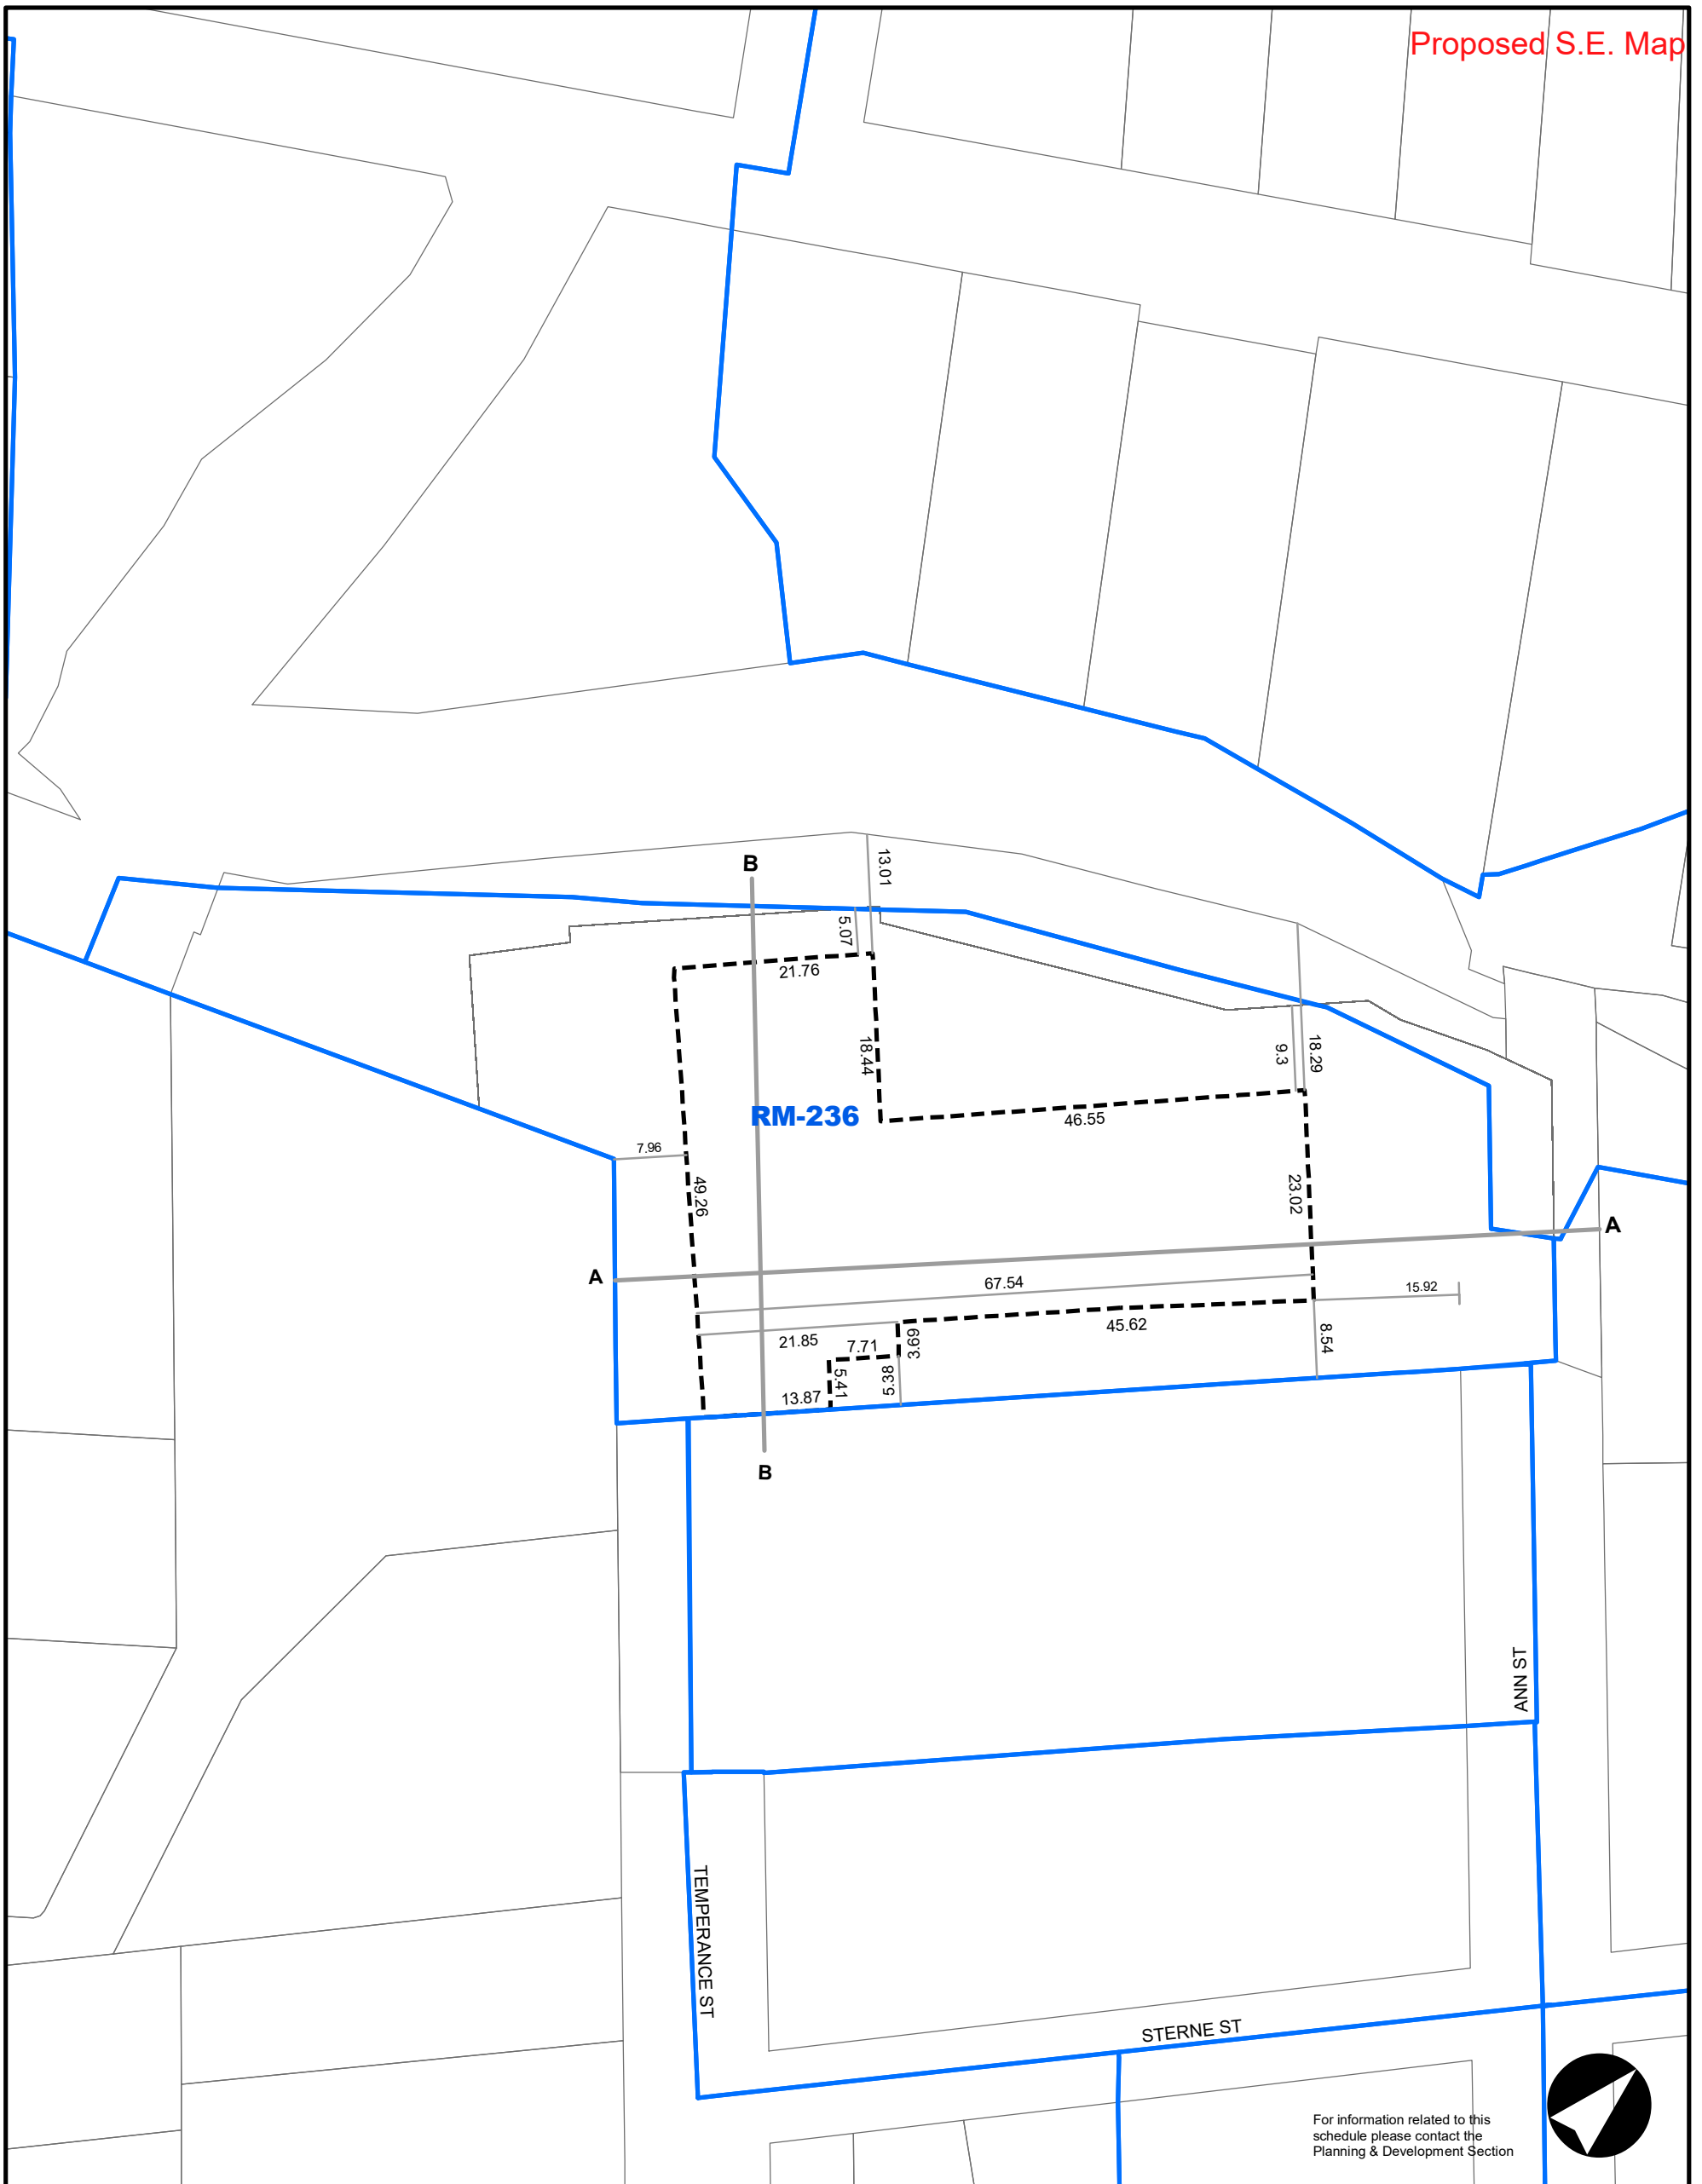 Proposed S.E. Map
B
13.01
5.07
21.76
18.44
9.3
18.29
RM-236
46.55
7.96
49.26
23.02
A
A
67.54
15.92
21.85
7.71
3.69
45.62
8.54
5.41
5.38
13.87
B
ANN ST
TEMPERANCE ST
STERNE ST
For information related to this
schedule please contact the
Planning & Development Section